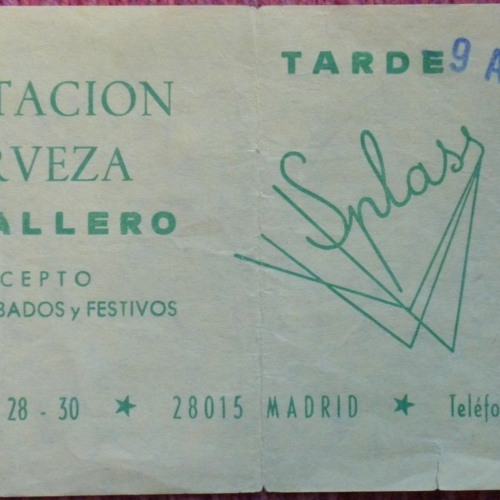 TARDE 9 A
TACION
RVEZA
ALLERO
CEPTO
BADOS y FESTIVOS
Splass
28 - 30 ★ 28015 MADRID ★ Teléfo